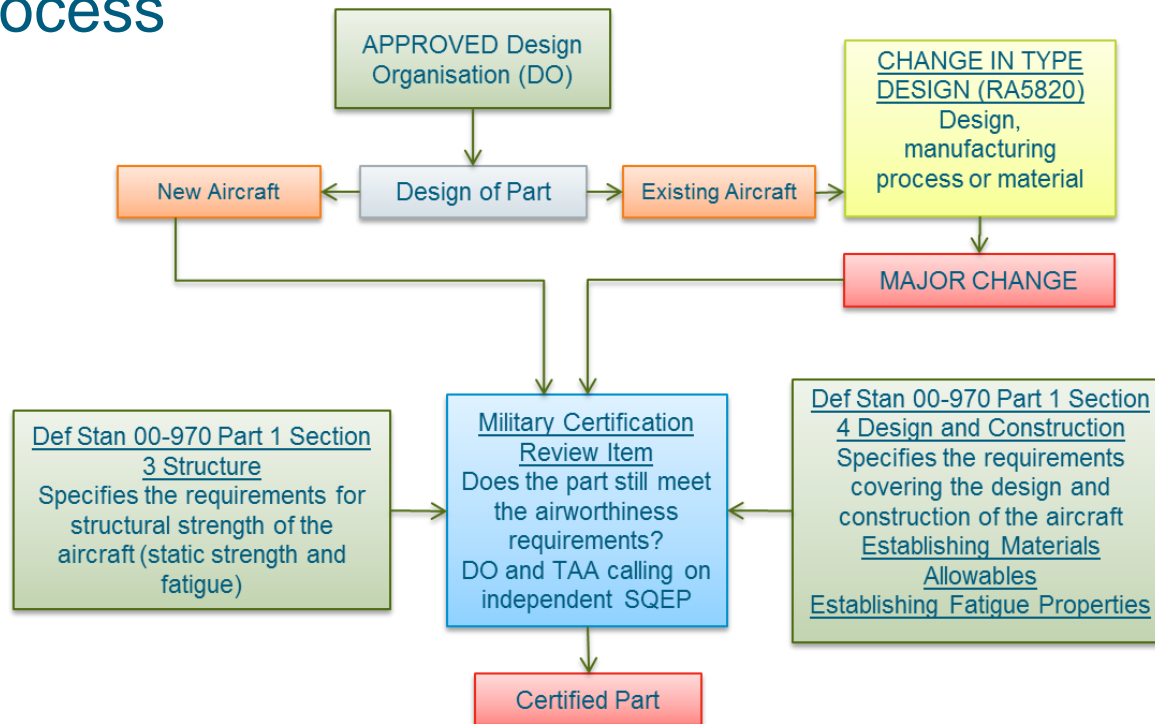 ocess
APPROVED Design
Organisation (DO)
CHANGE IN TYPE
DESIGN (RA5820)
Design,
manufacturing
process or material
New Aircraft
Design of Part
Existing Aircraft
MAJOR CHANGE
Def Stan 00-970 Part 1 Section
3 Structure
Specifies the requirements for
structural strength of the
aircraft (static strength and
fatigue)
Military Certification
Review Item
Does the part still meet
the airworthiness
requirements?
DO and TAA calling on
independent SQEP
Def Stan 00-970 Part 1 Section
4 Design and Construction
Specifies the requirements
covering the design and
construction of the aircraft
Establishing Materials
Allowables
Establishing Fatigue Properties
Certified Part